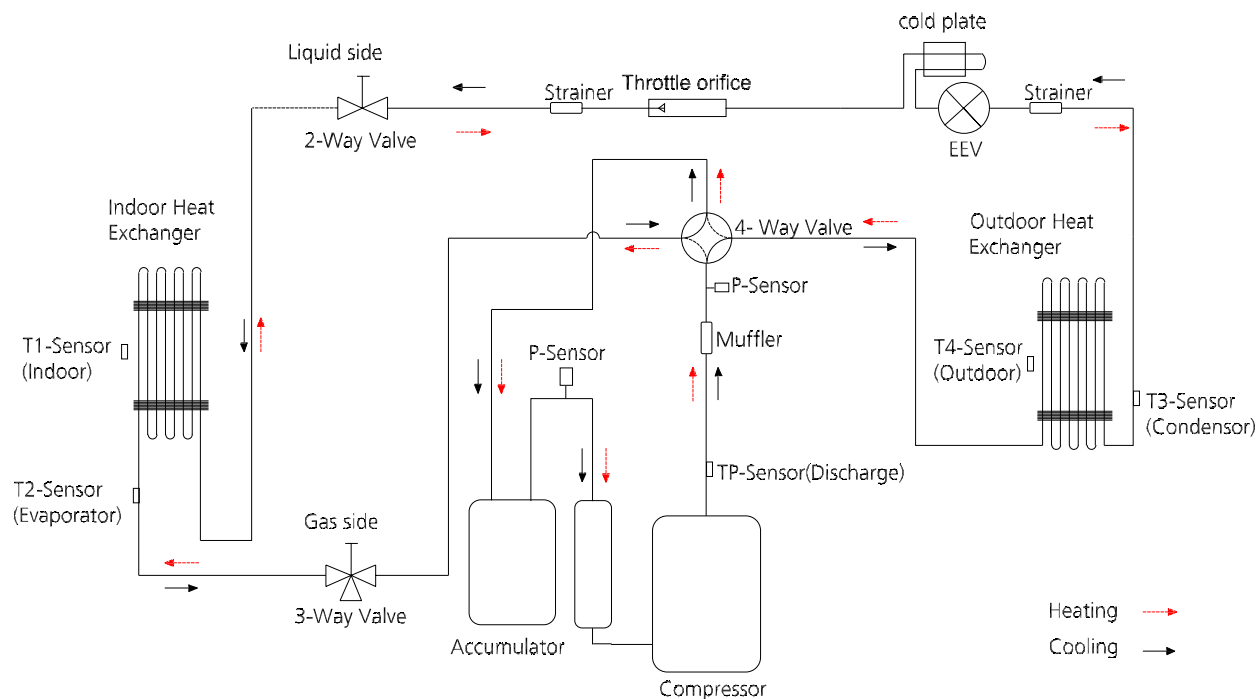 cold plate
Liquid side
Strainer
Throttle orifice
Strainer
2-Way Valve
EEV
Indoor Heat
Exchanger
4- Way Valve
Outdoor Heat
Exchanger
P-Sensor
Muffler
T1-Sensor
(Indoor)
P-Sensor
T4-Sensor
(Outdoor)
T3-Sensor
(Condensor)
TP-Sensor(Discharge)
T2-Sensor
(Evaporator)
Gas side
3-Way Valve
Accumulator
Compressor
Heating
Cooling